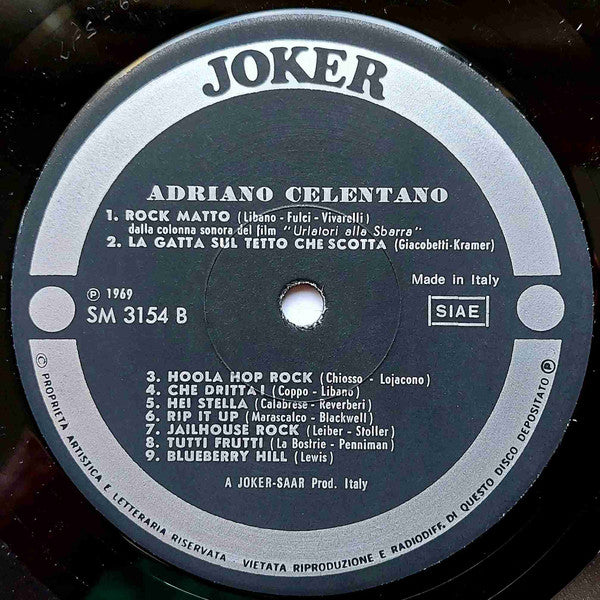 JOKER
ADRIANO CELENTANO
1. ROCK MATTO (Libano - Fulci - Vivarelli)
dalla colonna sonora del film "Urlatori alla Sbarra"
2. LA GATTA SUL TETTO CHE SCOTTA (Giacobetti-Kramer)
℗ 1969
SM 3154 B
Made in Italy
SIAE
3. HOOLA HOP ROCK (Chiosso - Lojacono)
4. CHE DRITTA! (Coppo - Libano)
5. HEI STELLA (Calabrese - Reverberi)
6. RIP IT UP (Marascalco - Blackwell)
7. JAILHOUSE ROCK (Leiber - Stoller)
8. TUTTI FRUTTI (La Bostrie - Penniman)
9. BLUEBERRY HILL (Lewis)
A JOKER-SAAR Prod. Italy
© PROPRIETA ARTISTICA E LETTERARIA RISERVATA VIETATA RIPRODUZIONE E RADIODIFF. DI QUESTO DISCO DEPOSITATO ℗